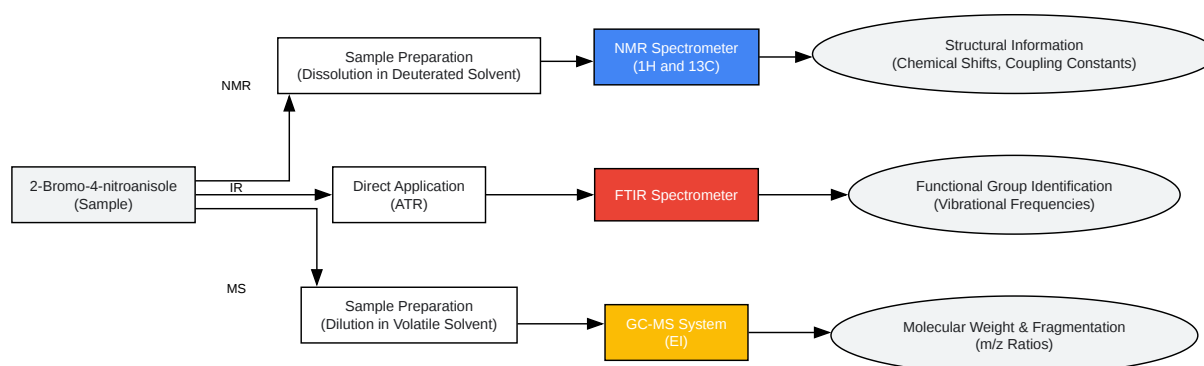 Sample Preparation
(Dissolution in Deuterated Solvent)
NMR Spectrometer
(1H and 13C)
Structural Information
(Chemical Shifts, Coupling Constants)
NMR
2-Bromo-4-nitroanisole
(Sample)
IR
Direct Application
(ATR)
FTIR Spectrometer
Functional Group Identification
(Vibrational Frequencies)
MS
Sample Preparation
(Dilution in Volatile Solvent)
GC-MS System
(EI)
Molecular Weight & Fragmentation
(m/z Ratios)